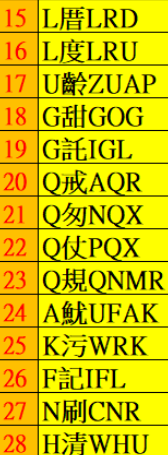 15 L厝LRD
16 L度LRU
17 U齡ZUAP
18 G甜GOG
19 G託IGL
20 Q戒AQR
21 Q匆NQX
22 Q仗PQX
23 Q規QNMR
24 A魷UFAK
25 K污WRK
26 F記IFL
27 N刷CNR
28 H清WHU